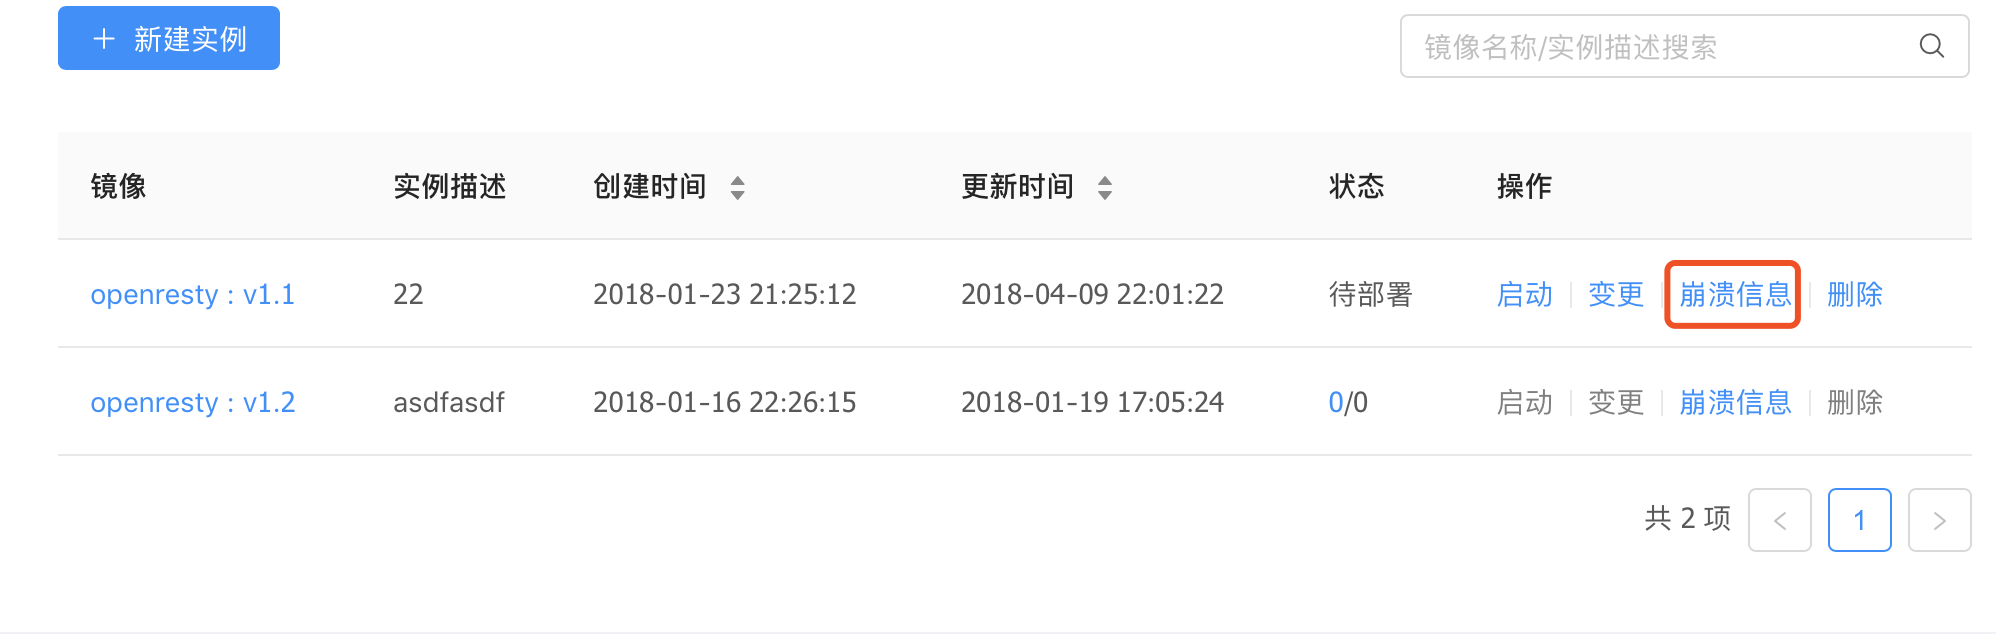 新建实例
镜像名称/实例描述搜索
镜像 实例描述 创建时间 更新时间 状态 操作
openresty : v1.1 22 2018-01-23 21:25:12 2018-04-09 22:01:22 待部署 启动 变更 崩溃信息 删除
openresty : v1.2 asdfasdf 2018-01-16 22:26:15 2018-01-19 17:05:24 0/0 启动 变更 崩溃信息 删除
共 2 项 < 1 >